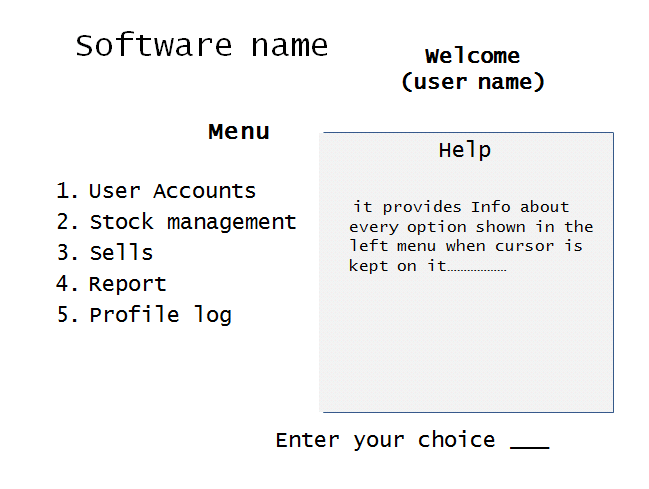 Software name
Welcome
(user name)
Menu
1. User Accounts
2. Stock management
3. Sells
4. Report
5. Profile log
Help
it provides Info about
every option shown in the
left menu when cursor is
kept on it..................
Enter your choice ___